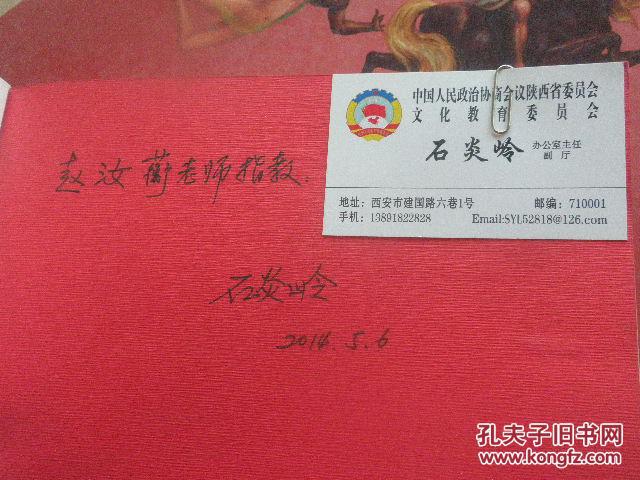 中国人民政治协商会议陕西省委员会
文化教育委员会
石炎岭 办公室主任
副厅
地址：西安市建国路六巷1号 邮编：710001
手机：13891822828 Email:SYL52818@126.com
赵汝蘅老师指教.
石炎岭
2014.5.6
孔夫子旧书网
www.kongfz.com